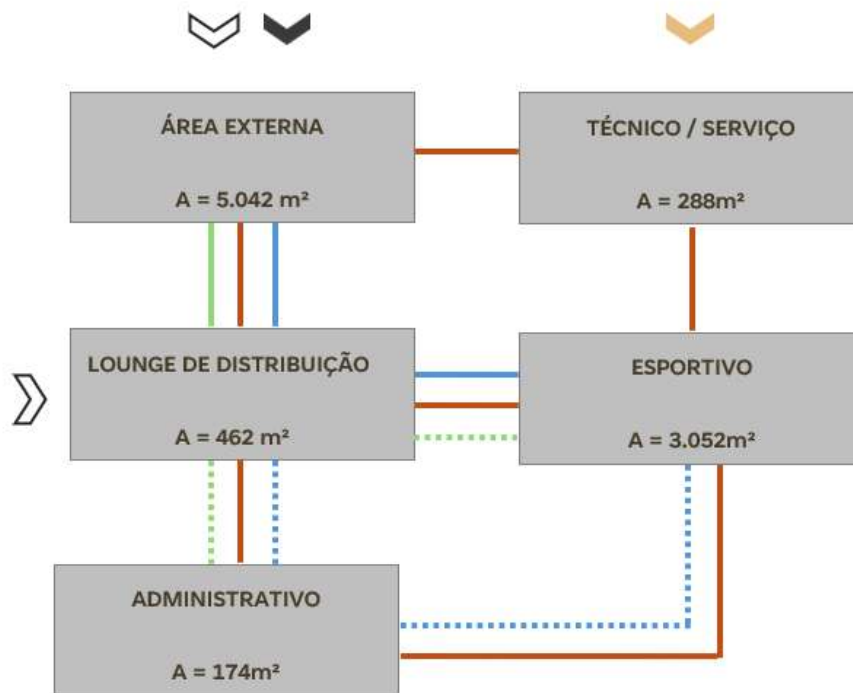 ÁREA EXTERNA
A = 5.042 m²
TÉCNICO / SERVIÇO
A = 288m²
LOUNGE DE DISTRIBUIÇÃO
A = 462 m²
ESPORTIVO
A = 3.052m²
ADMINISTRATIVO
A = 174m²